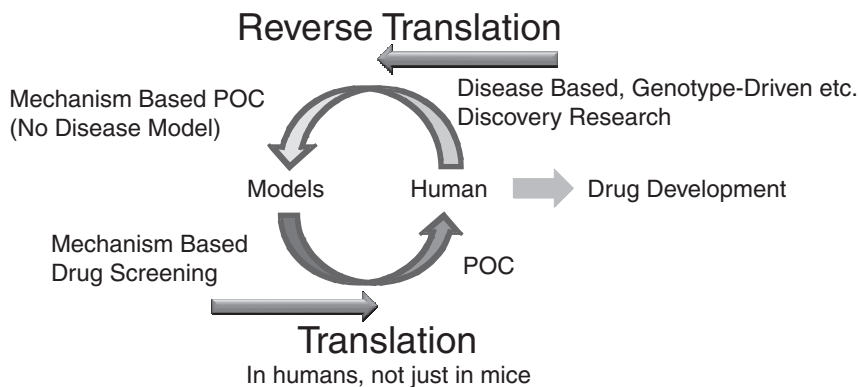 Reverse Translation
Mechanism Based POC
(No Disease Model)
Disease Based, Genotype-Driven etc.
Discovery Research
Models
Human
Drug Development
Mechanism Based
Drug Screening
POC
Translation
In humans, not just in mice